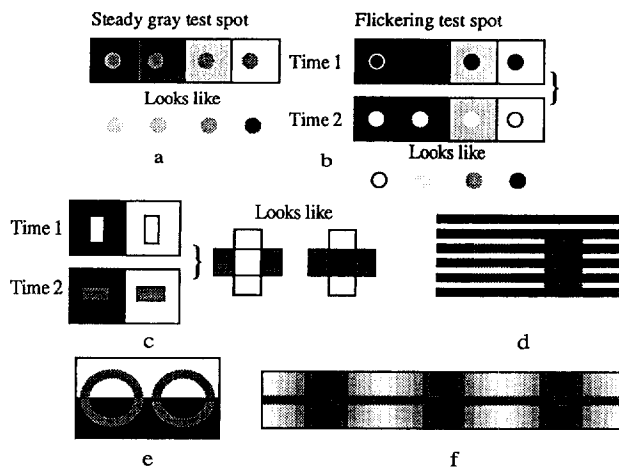 Steady gray test spot
Looks like
a
Flickering test spot
Time 1
Time 2
b
Looks like
Time 1
Time 2
c
Looks like
d
e
f